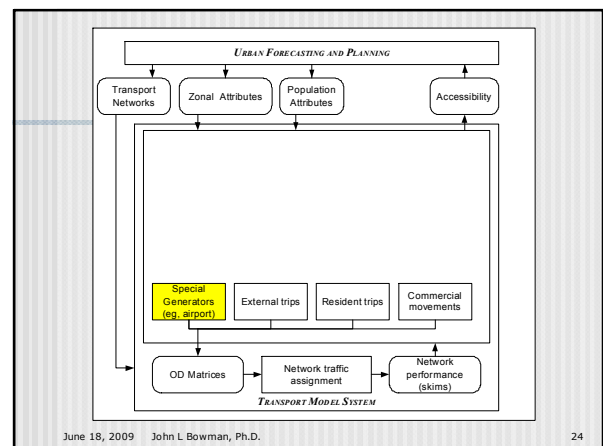 URBAN FORECASTING AND PLANNING
Transport
Networks
Zonal Attributes
Population
Attributes
Accessibility
Special
Generators
(eg, airport)
External trips
Resident trips
Commercial
movements
OD Matrices
Network traffic
assignment
Network
performance
(skims)
TRANSPORT MODEL SYSTEM
June 18, 2009 John L Bowman, Ph.D. 24